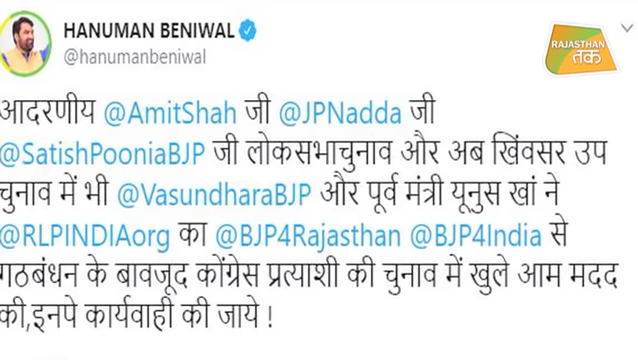 HANUMAN BENIWAL
@hanumanbeniwal
RAJASTHAN
तक
आदरणीय @AmitShah जी @JPNadda जी
@SatishPooniaBJP जी लोकसभाचुनाव और अब खिंवसर उप
चुनाव में भी @VasundharaBJP और पूर्व मंत्री यूनुस खां ने
@RLPINDIAorg का @BJP4Rajasthan @BJP4India से
गठबंधन के बावजूद कोंग्रेस प्रत्याशी की चुनाव में खुले आम मदद
की,इनपे कार्यवाही की जाये !